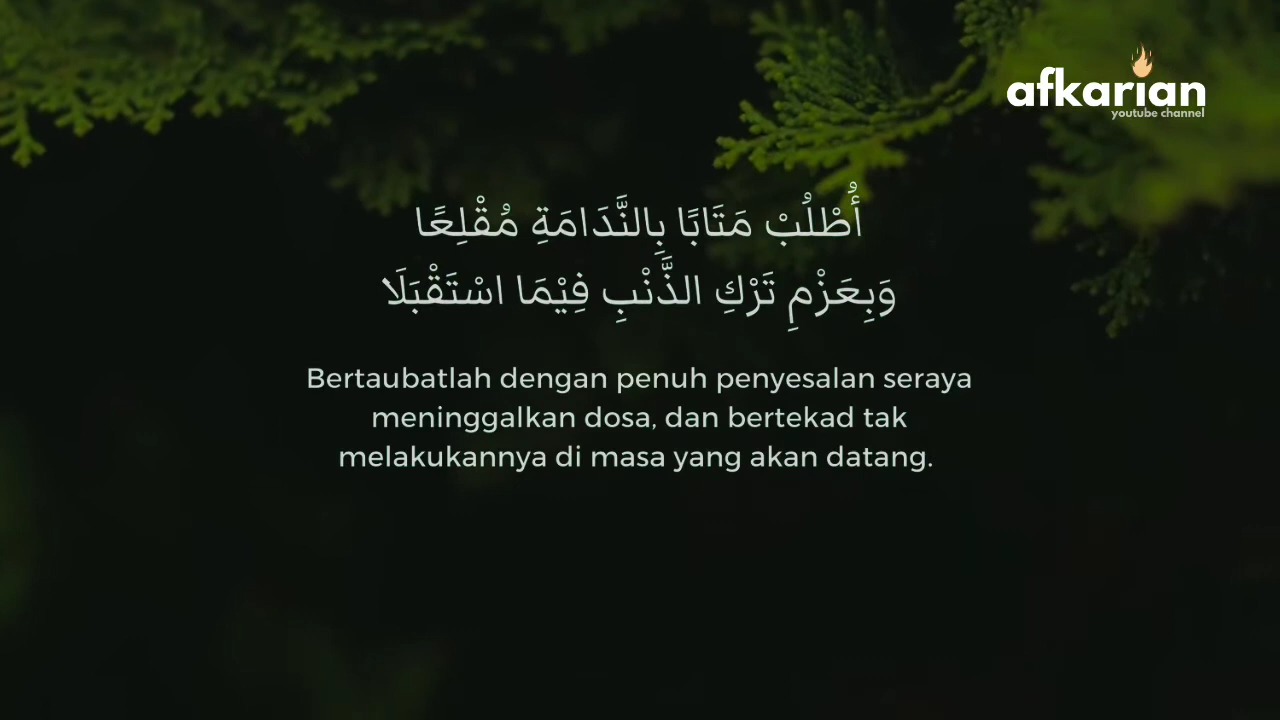 afkarian
youtube channel
أُطْلُبْ مَتَابًا بِالنَّدَامَةِ مُقْلِعًا
وَبِعَزْمِ تَرْكِ الذَّنْبِ فِيْمَا اسْتَقْبَلَا
Bertaubatlah dengan penuh penyesalan seraya
meninggalkan dosa, dan bertekad tak
melakukannya di masa yang akan datang.